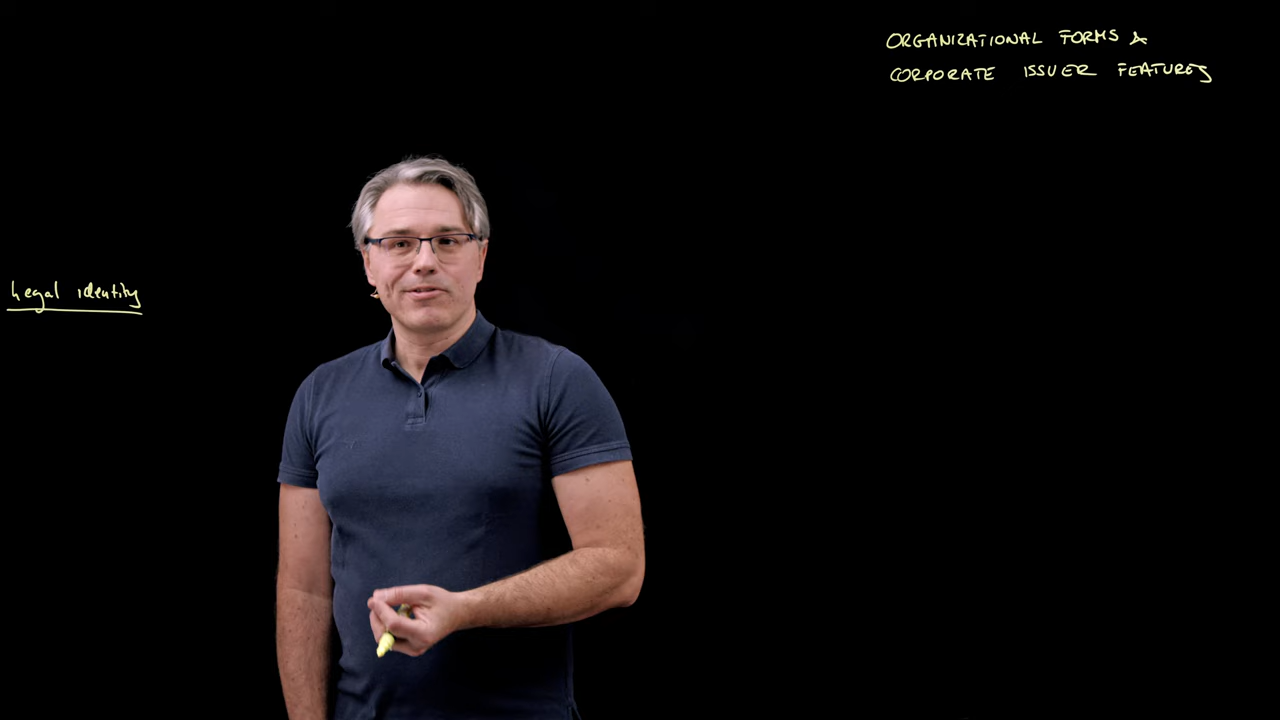 ORGANIZATIONAL FORMS &
CORPORATE ISSUER FEATURES
Legal identity